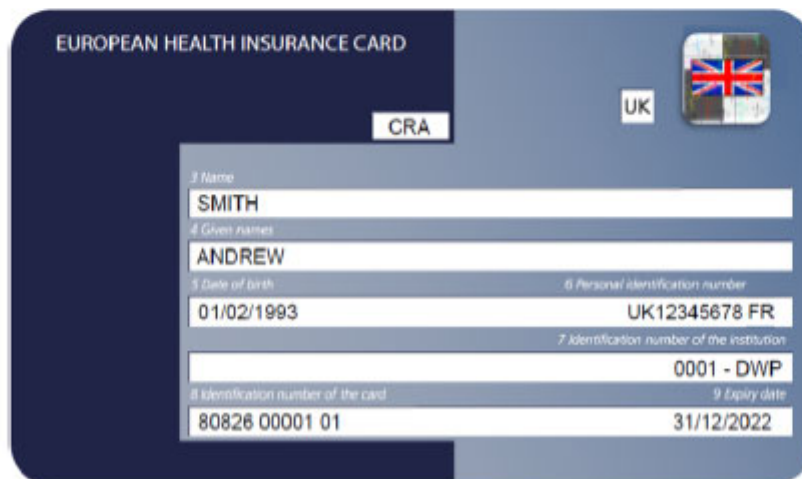 EUROPEAN HEALTH INSURANCE CARD
UK
CRA
3 Name
SMITH
4 Given names
ANDREW
5 Date of birth 6 Personal identification number
01/02/1993 UK12345678 FR
7 Identification number of the institution
0001 - DWP
8 Identification number of the card 9 Expiry date
80826 00001 01 31/12/2022